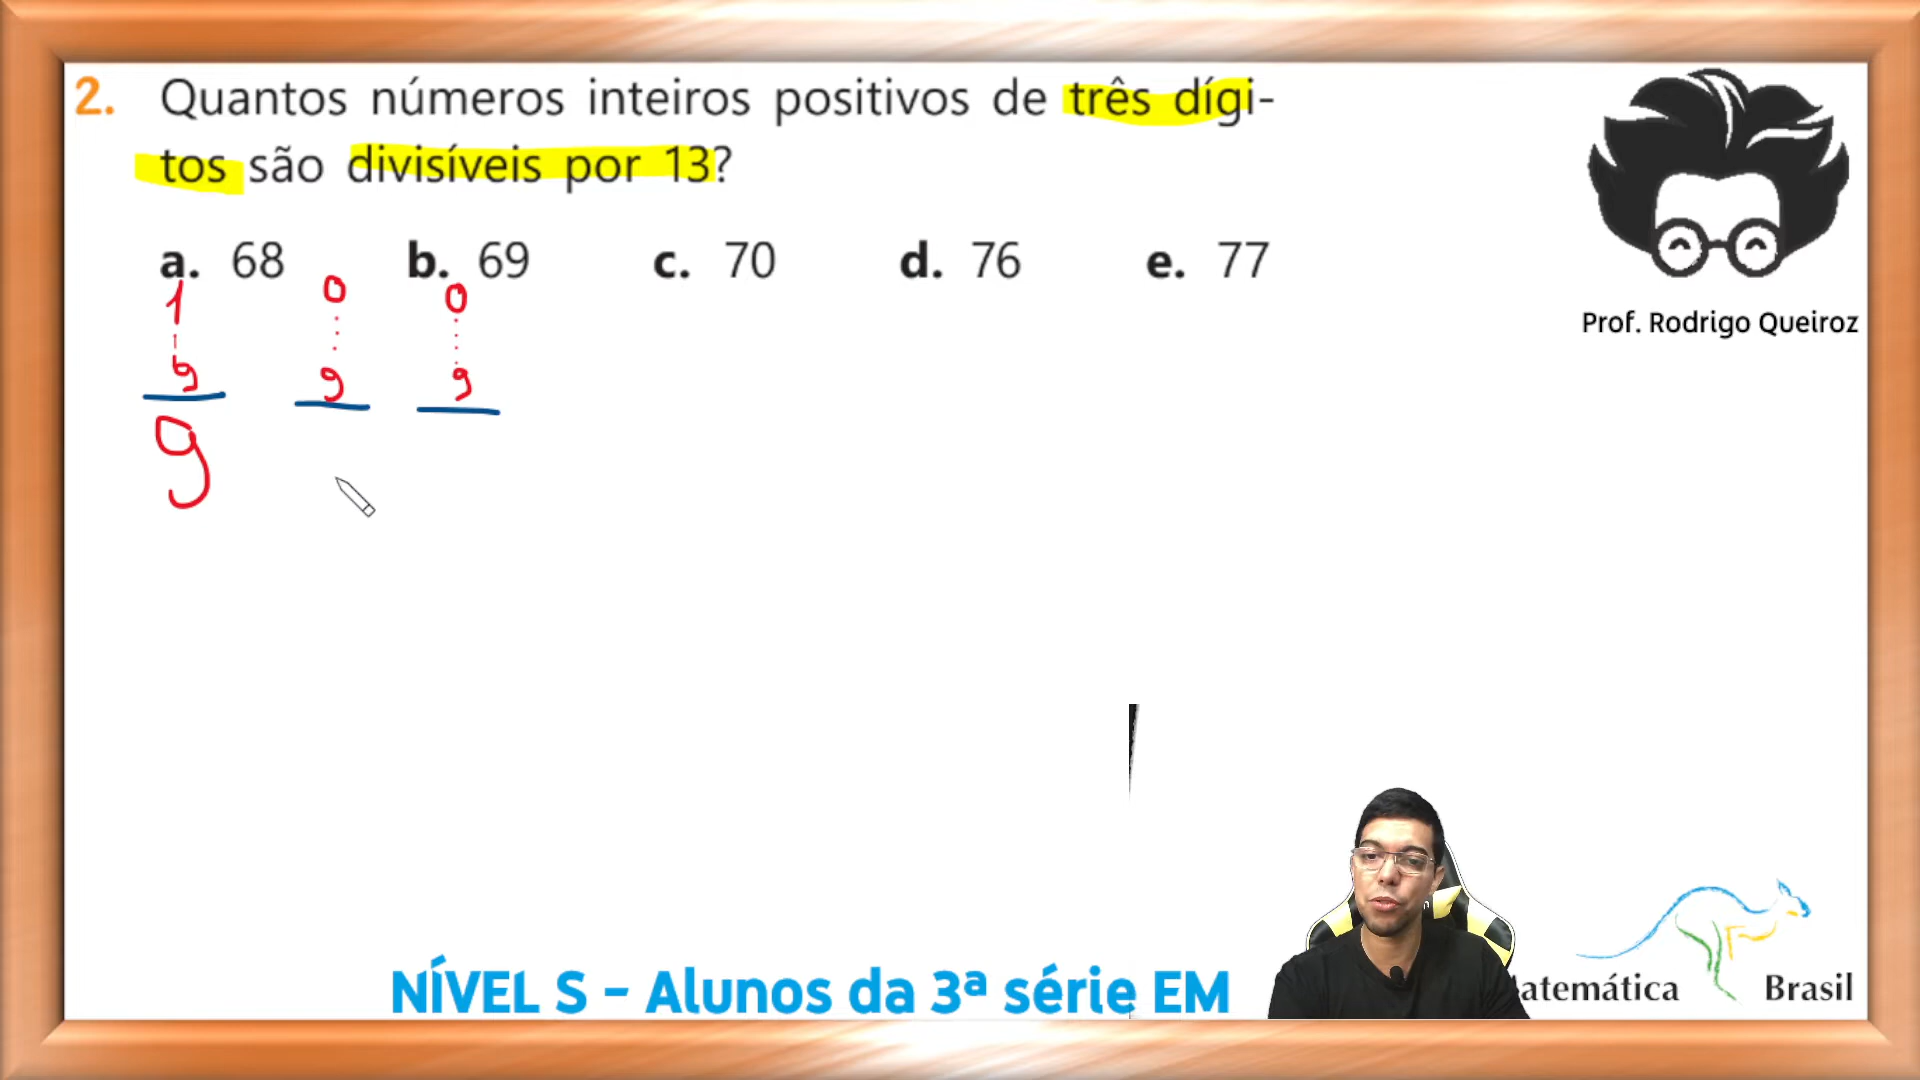 2. Quantos números inteiros positivos de três dígi-
tos são divisíveis por 13?
a. 68 b. 69 c. 70 d. 76 e. 77
1 0 0
9 9 9
9
Prof. Rodrigo Queiroz
NÍVEL S - Alunos da 3ª série EM
atemática Brasil